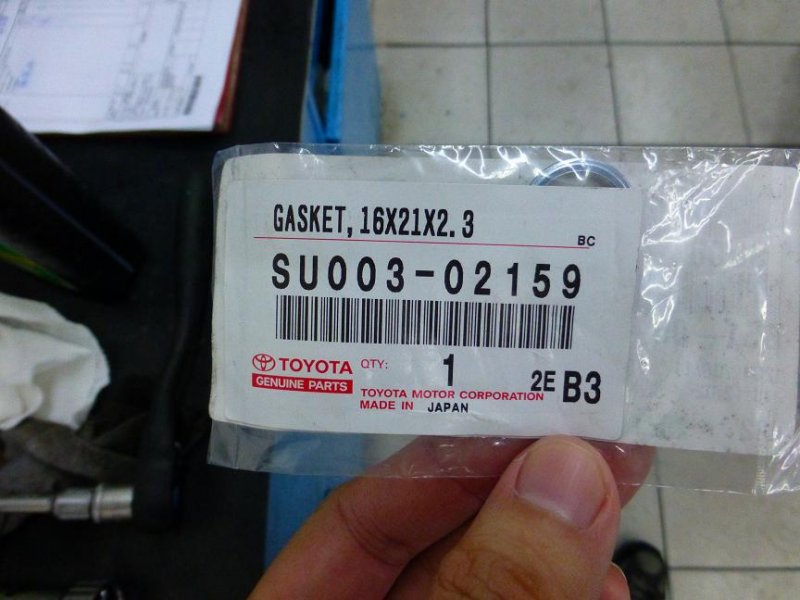 GASKET, 16X21X2.3
BC
SU003-02159
TOYOTA
GENUINE PARTS
QTY: 1
2E B3
TOYOTA MOTOR CORPORATION
MADE IN JAPAN